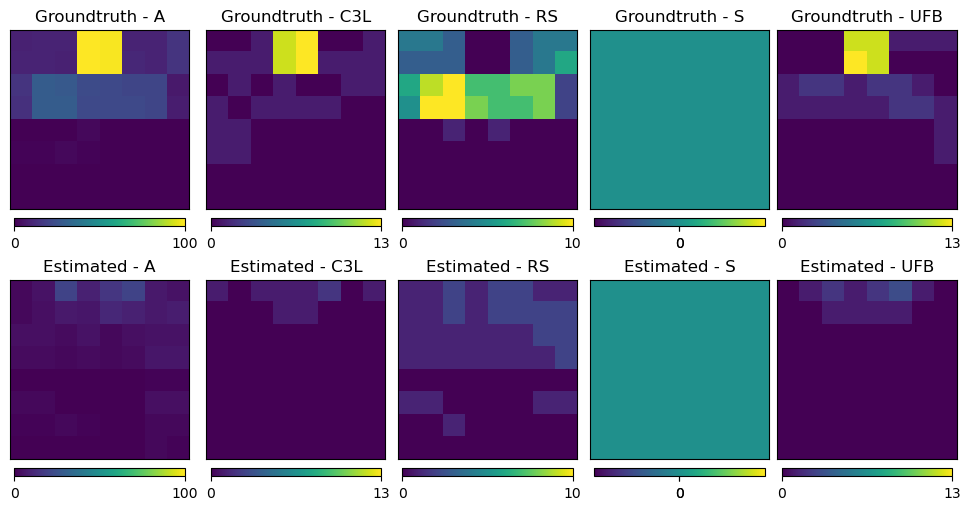 Groundtruth - A Groundtruth - C3L Groundtruth - RS Groundtruth - S Groundtruth - UFB
0 100 0 13 0 10 0 0 13
Estimated - A Estimated - C3L Estimated - RS Estimated - S Estimated - UFB
0 100 0 13 0 10 0 0 13